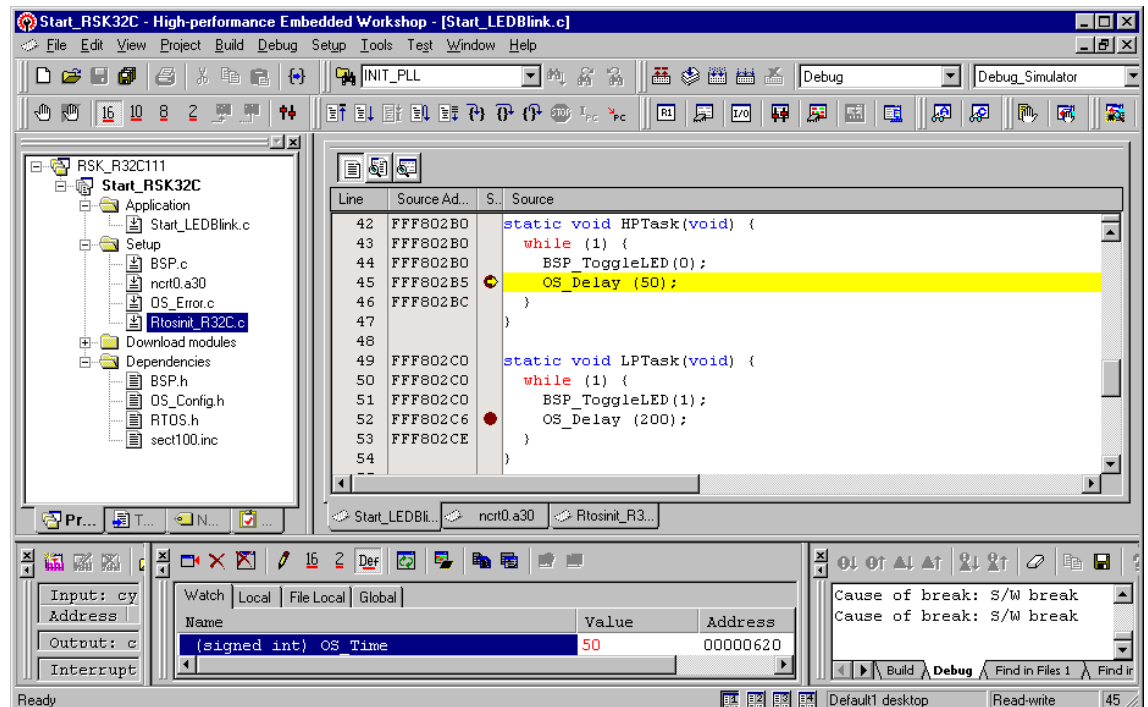 Start_RSK32C - High-performance Embedded Workshop - [Start_LEDBlink.c]
File Edit View Project Build Debug Setup Tools Test Window Help
INIT_PLL Debug Debug_Simulator
16 10 8 2 PC PC R1 I/O
RSK_R32C111
Start_RSK32C
Application
Start_LEDBlink.c
Setup
BSP.c
ncrt0.a30
OS_Error.c
Rtosinit_R32C.c
Download modules
Dependencies
BSP.h
OS_Config.h
RTOS.h
sect100.inc
Pr... T... N... ...
Line Source Ad... S.. Source
42 FFF802B0 static void HPTask(void) {
43 FFF802B0 while (1) {
44 FFF802B0 BSP_ToggleLED(0);
45 FFF802B5 OS_Delay (50);
46 FFF802BC }
47 }
48
49 FFF802C0 static void LPTask(void) {
50 FFF802C0 while (1) {
51 FFF802C0 BSP_ToggleLED(1);
52 FFF802C6 OS_Delay (200);
53 FFF802CE }
54 }
Start_LEDBli... ncrt0.a30 Rtosinit_R3...
Input: cy
Address
Output: c
Interrupt
16 2 Def
Watch Local File Local Global
Name Value Address
(signed int) OS_Time 50 00000620
Cause of break: S/W break
Cause of break: S/W break
Build Debug Find in Files 1 Find in
Ready Default1 desktop Read-write 45